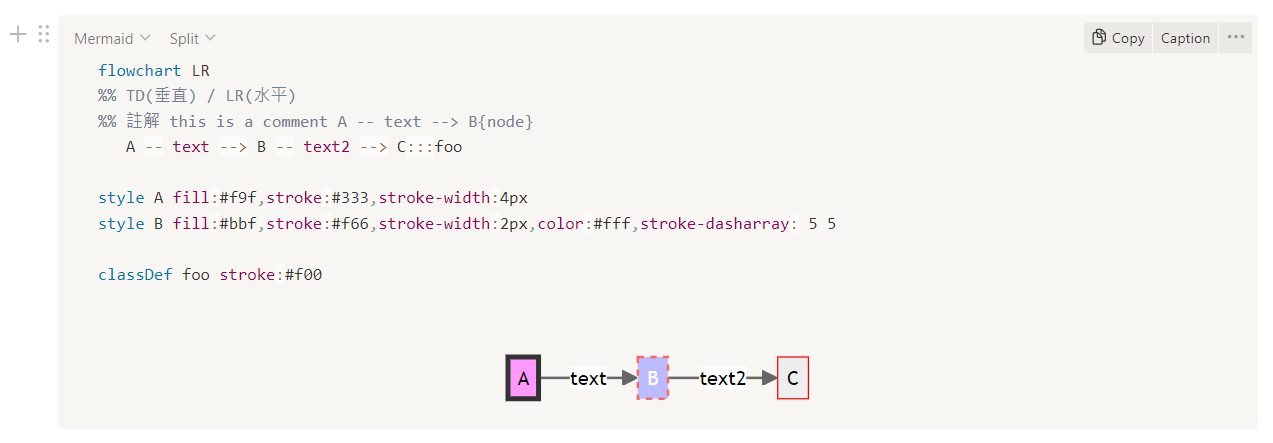 Mermaid Split Copy Caption
flowchart LR
%% TD(垂直) / LR(水平)
%% 註解 this is a comment A -- text --> B{node}
A -- text --> B -- text2 --> C:::foo
style A fill:#f9f,stroke:#333,stroke-width:4px
style B fill:#bbf,stroke:#f66,stroke-width:2px,color:#fff,stroke-dasharray: 5 5
classDef foo stroke:#f00
A text B text2 C